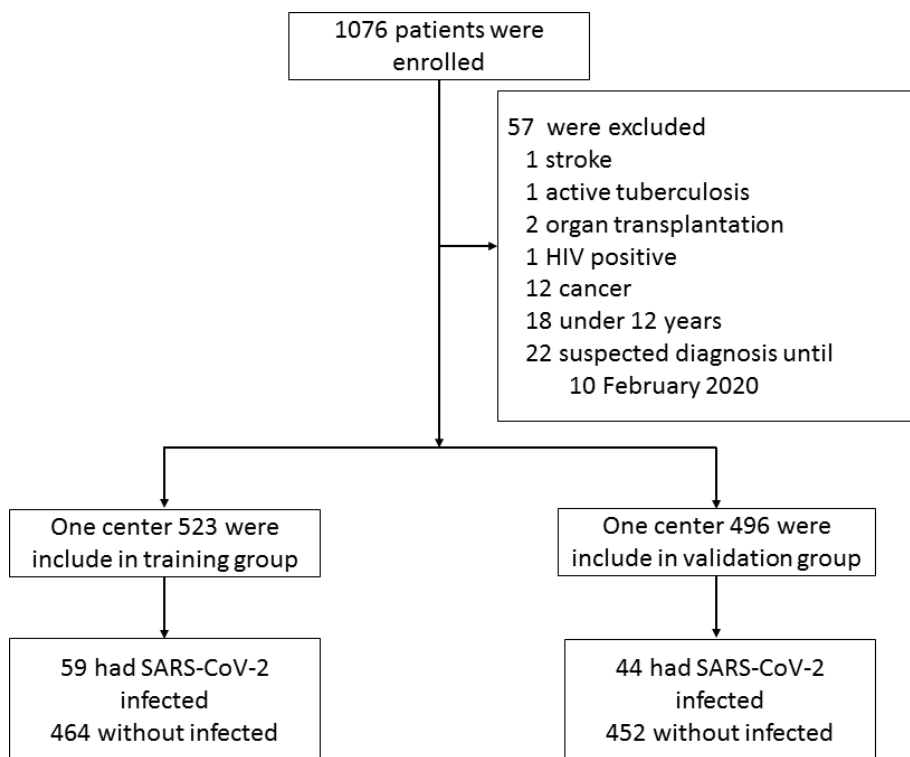 1076 patients were
enrolled
57 were excluded
1 stroke
1 active tuberculosis
2 organ transplantation
1 HIV positive
12 cancer
18 under 12 years
22 suspected diagnosis until
10 February 2020
One center 523 were
include in training group
One center 496 were
include in validation group
59 had SARS-CoV-2
infected
464 without infected
44 had SARS-CoV-2
infected
452 without infected